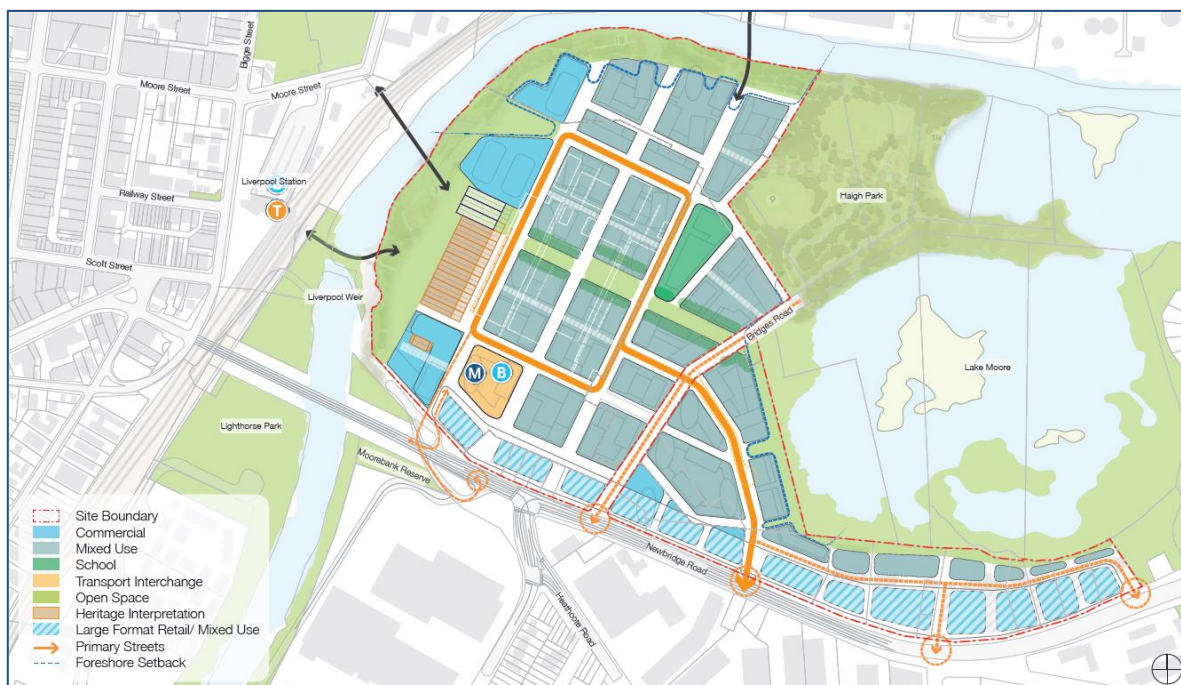 Bigge Street
Moore Street
Moore Street
Liverpool Station
T
Railway Street
Scott Street
Liverpool Weir
Haigh Park
Bridges Road
M
B
Lake Moore
Lighthorse Park
Moorebank Reserve
Newbridge Road
Heathcote Road
Site Boundary
Commercial
Mixed Use
School
Transport Interchange
Open Space
Heritage Interpretation
Large Format Retail/ Mixed Use
Primary Streets
Foreshore Setback